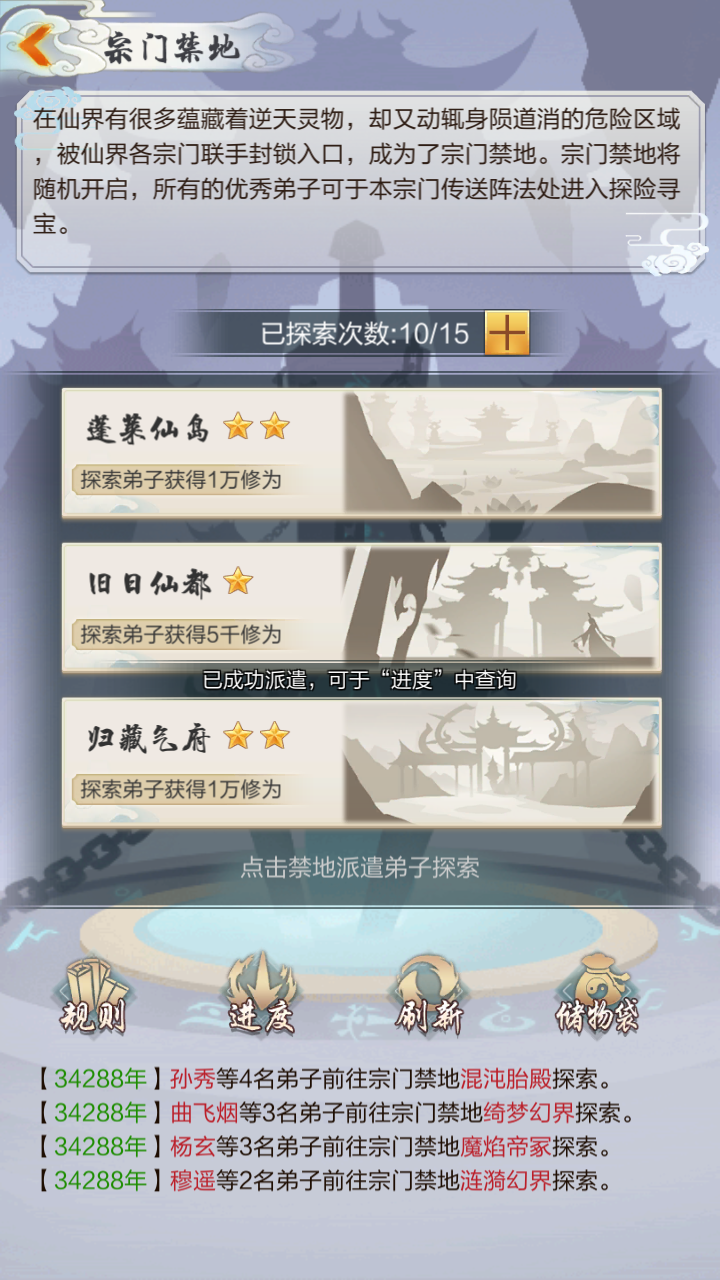 宗门禁地
在仙界有很多蕴藏着逆天灵物，却又动辄身陨道消的危险区域
，被仙界各宗门联手封锁入口，成为了宗门禁地。宗门禁地将
随机开启，所有的优秀弟子可于本宗门传送阵法处进入探险寻
宝。
已探索次数:10/15
蓬莱仙岛
探索弟子获得1万修为
旧日仙都
探索弟子获得5千修为
已成功派遣，可于“进度”中查询
归藏气府
探索弟子获得1万修为
点击禁地派遣弟子探索
规则
进度
刷新
储物袋
【34288年】孙秀等4名弟子前往宗门禁地混沌胎殿探索。
【34288年】曲飞烟等3名弟子前往宗门禁地绮梦幻界探索。
【34288年】杨玄等3名弟子前往宗门禁地魔焰帝冢探索。
【34288年】穆遥等2名弟子前往宗门禁地涟漪幻界探索。